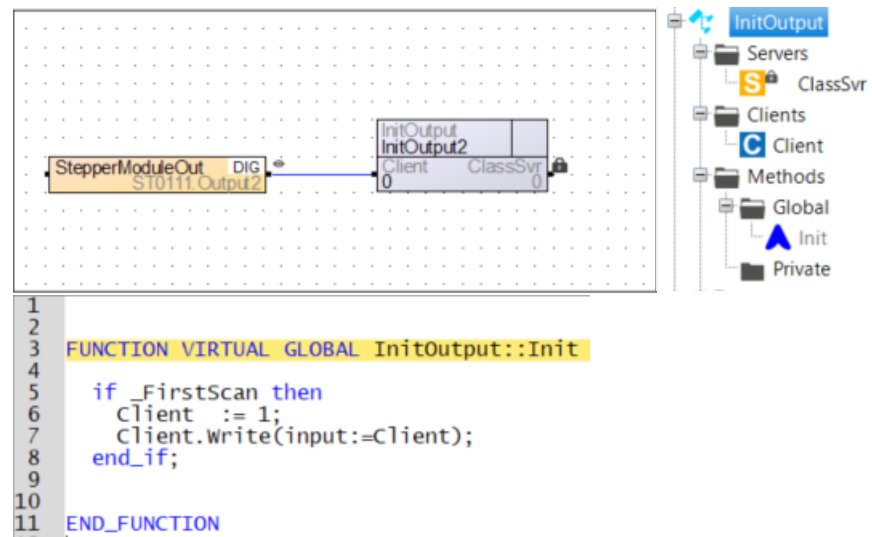 StepperModuleOut DIG
ST0111.Output2
InitOutput
InitOutput2
Client ClassSvr
0 0
InitOutput
Servers
S ClassSvr
Clients
C Client
Methods
Global
Init
Private
1
2
3 FUNCTION VIRTUAL GLOBAL InitOutput::Init
4
5 if _FirstScan then
6 Client := 1;
7 Client.Write(input:=Client);
8 end_if;
9
10
11 END_FUNCTION